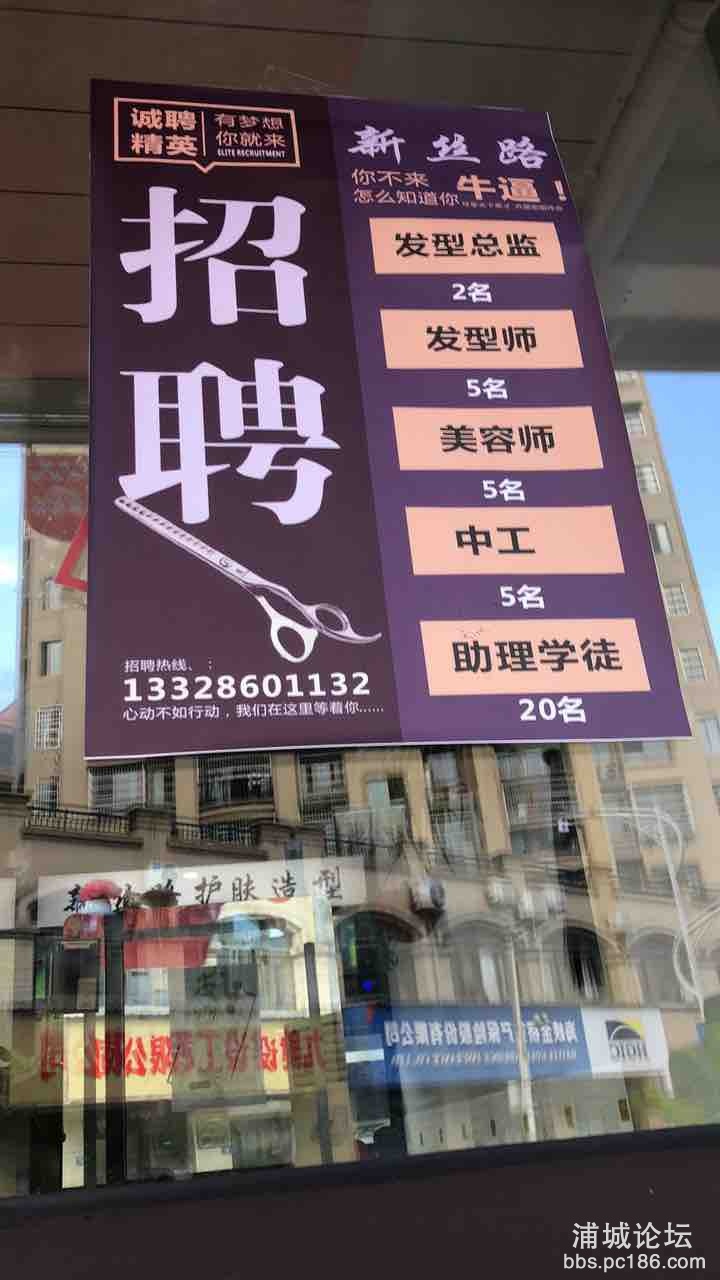 诚聘
精英
有梦想
你就来
ELITE RECRUITMENT
招聘
招聘热线、：
13328601132
心动不如行动，我们在这里等着你……
新丝路
你不来
怎么知道你
牛逼！
发型总监
2名
发型师
5名
美容师
5名
中工
5名
助理学徒
20名
新丝路护肤造型
浦城论坛
bbs.pc186.com